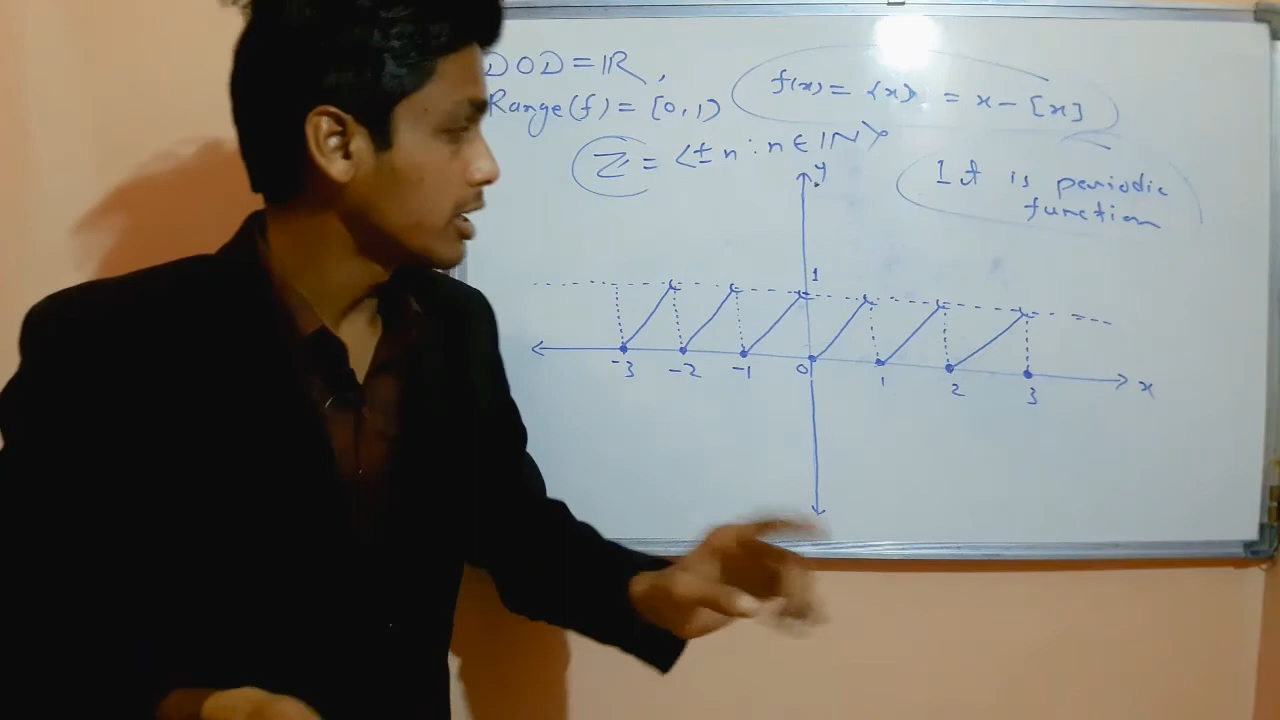 DOD = ℝ,
Range(f) = [0,1)
f(x) = {x} = x - [x]
ℤ = {± n : n ∈ ℕ}
It is periodic
function
y
1
-3 -2 -1 0 1 2 3
x